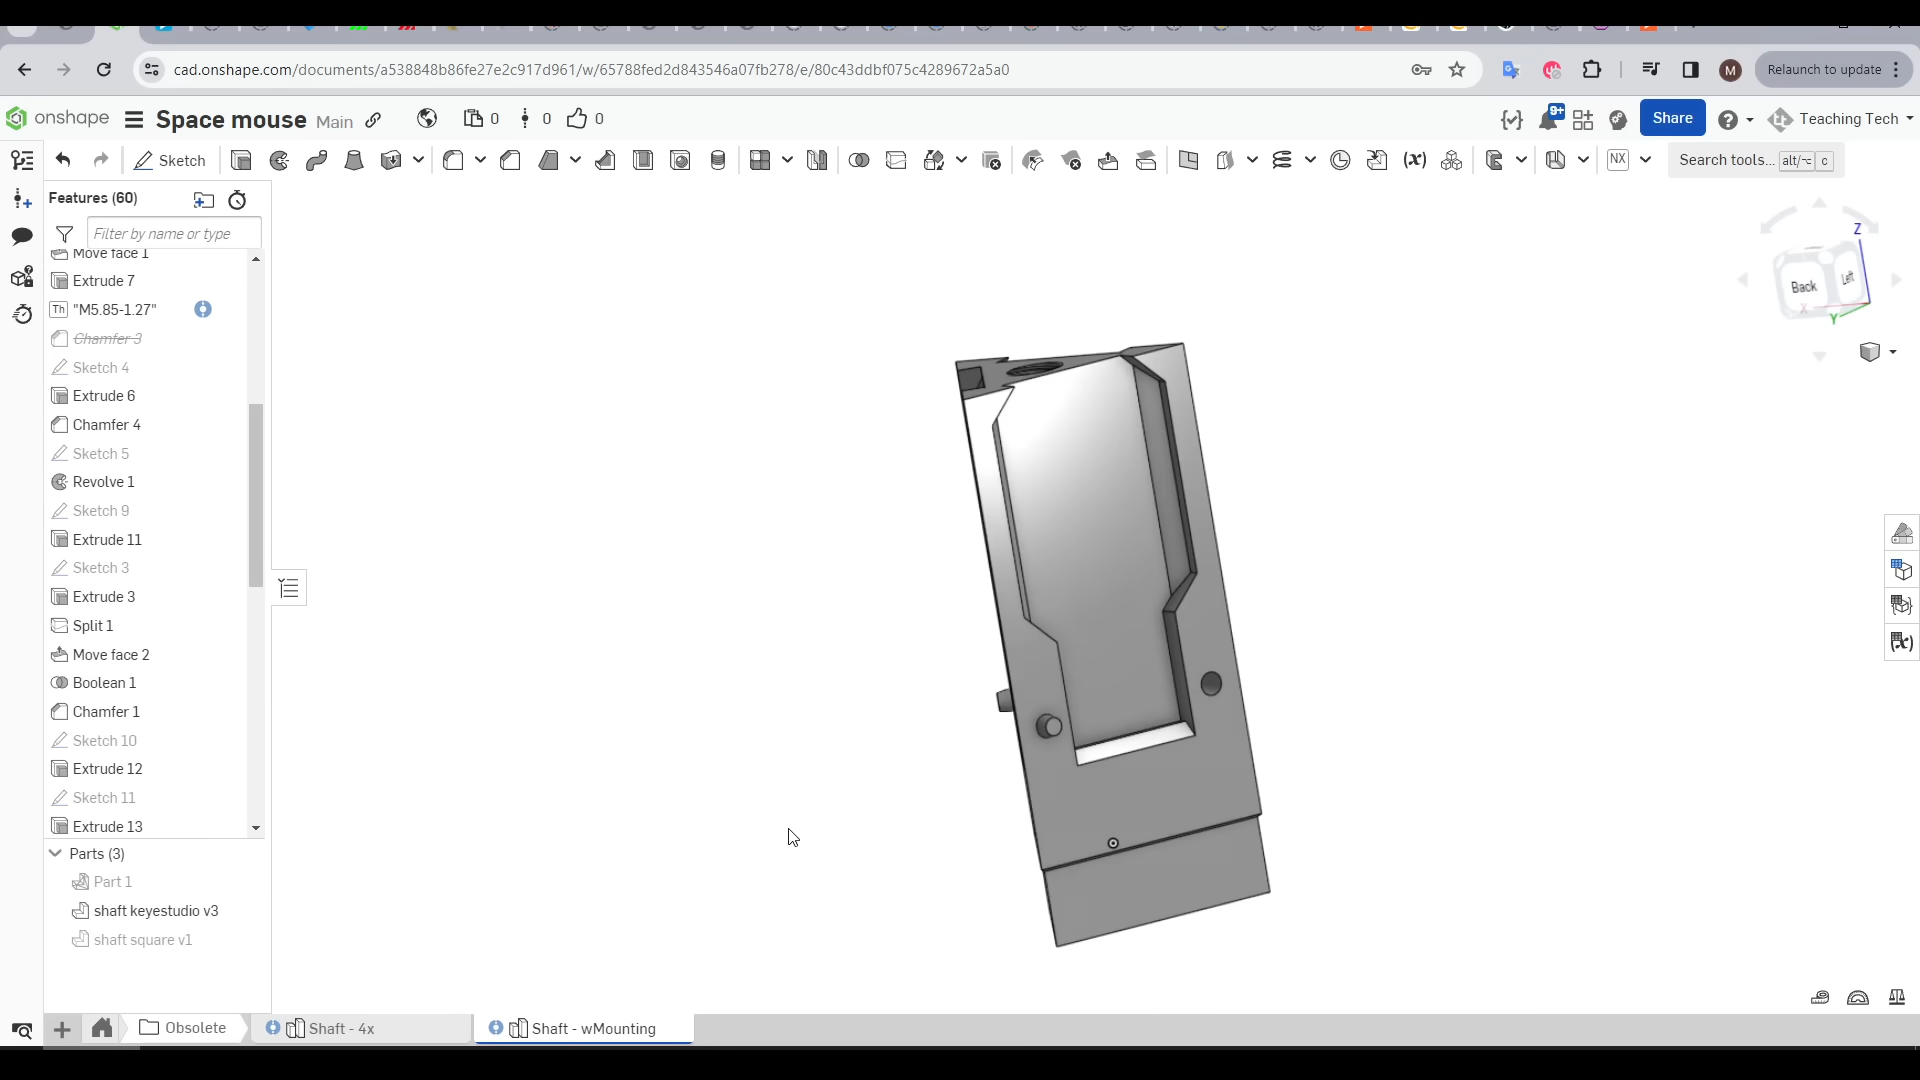 cad.onshape.com/documents/a538848b86fe27e2c917d961/w/65788fed2d843546a07fb278/e/80c43ddbf075c4289672a5a0
M
Relaunch to update
onshape
Space mouse
Main
0
0
0
9+
Share
Teaching Tech
Sketch
NX
Search tools... alt/⌥ c
Features (60)
Filter by name or type
Move face 1
Extrude 7
Th "M5.85-1.27"
Chamfer 3
Sketch 4
Extrude 6
Chamfer 4
Sketch 5
Revolve 1
Sketch 9
Extrude 11
Sketch 3
Extrude 3
Split 1
Move face 2
Boolean 1
Chamfer 1
Sketch 10
Extrude 12
Sketch 11
Extrude 13
Parts (3)
Part 1
shaft keyestudio v3
shaft square v1
Z
Back
Left
X
Y
Obsolete
Shaft - 4x
Shaft - wMounting